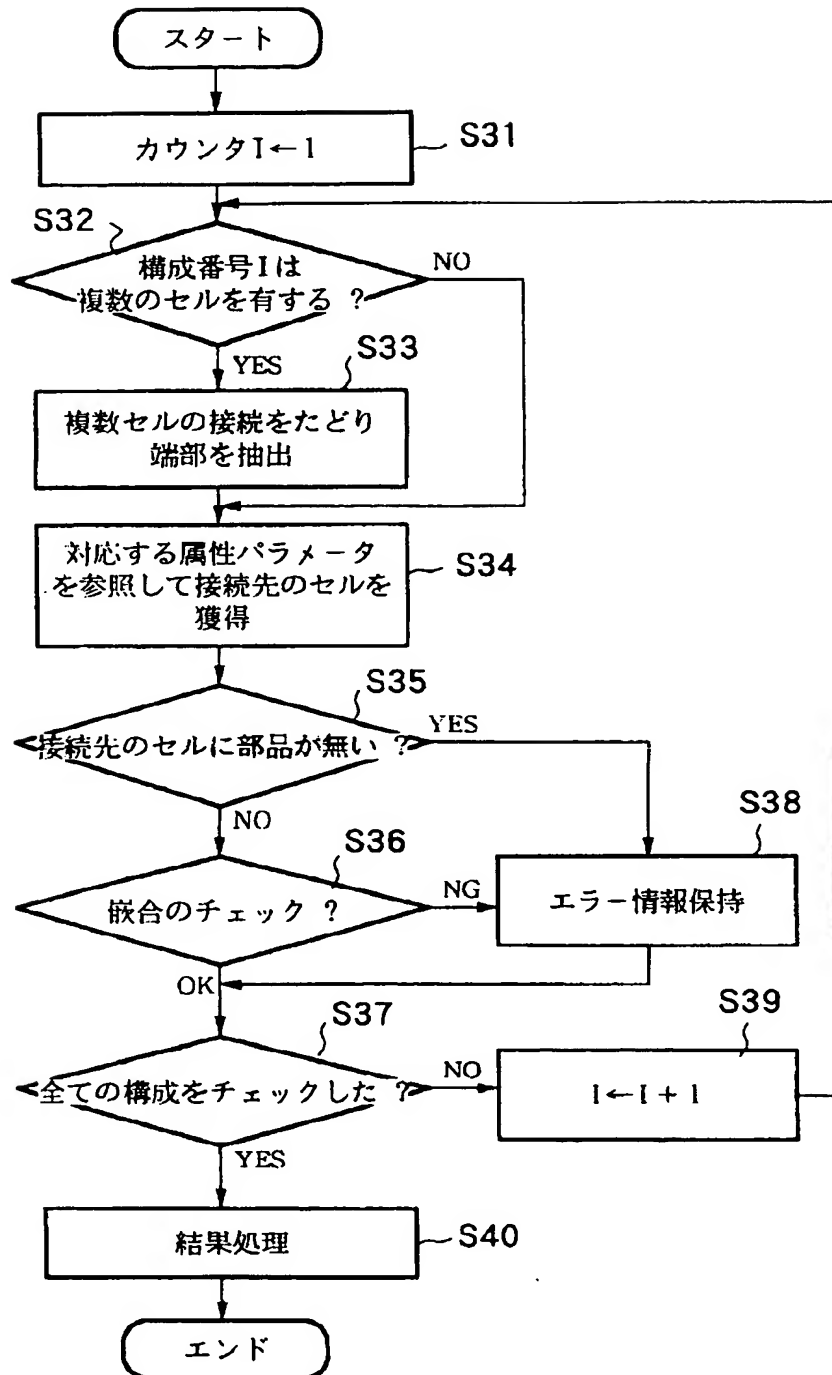 スタート
カウンタI←1
S31
S32
構成番号Iは
複数のセルを有する ?
NO
YES
S33
複数セルの接続をたどり
端部を抽出
対応する属性パラメータ
を参照して接続先のセルを
獲得
S34
S35
接続先のセルに部品が無い ?
YES
NO
S36
嵌合のチェック ?
NG
S38
エラー情報保持
OK
S37
全ての構成をチェックした ?
NO
S39
I←I+1
YES
結果処理
S40
エンド